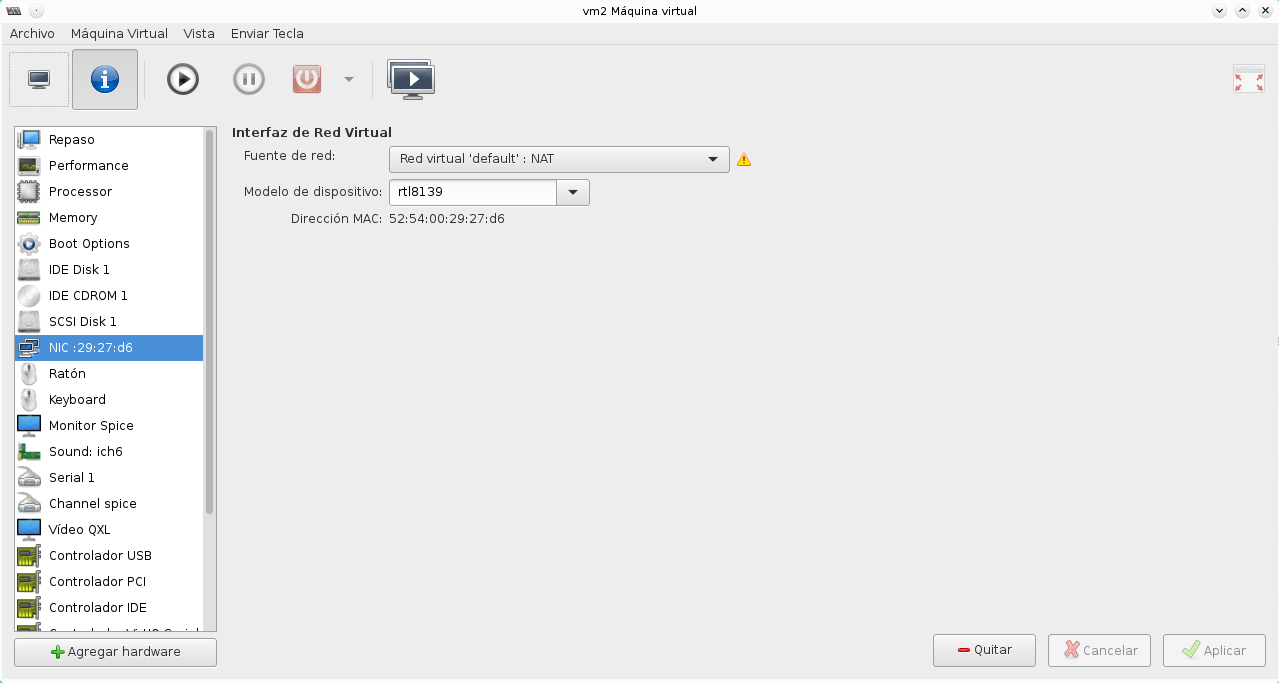 vm2 Máquina virtual
Archivo Máquina Virtual Vista Enviar Tecla
Repaso
Performance
Processor
Memory
Boot Options
IDE Disk 1
IDE CDROM 1
SCSI Disk 1
NIC :29:27:d6
Ratón
Keyboard
Monitor Spice
Sound: ich6
Serial 1
Channel spice
Vídeo QXL
Controlador USB
Controlador PCI
Controlador IDE
Agregar hardware
Interfaz de Red Virtual
Fuente de red: Red virtual 'default' : NAT
Modelo de dispositivo: rtl8139
Dirección MAC: 52:54:00:29:27:d6
Quitar Cancelar Aplicar